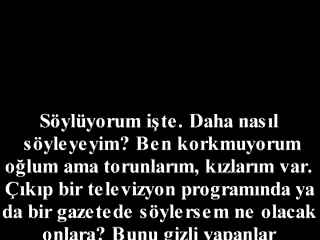 Söylüyorum işte. Daha nasıl
söyleyeyim? Ben korkmuyorum
oğlum ama torunlarım, kızlarım var.
Çıkıp bir televizyon programında ya
da bir gazetede söylersem ne olacak
onlara? Bunu gizli yapanlar